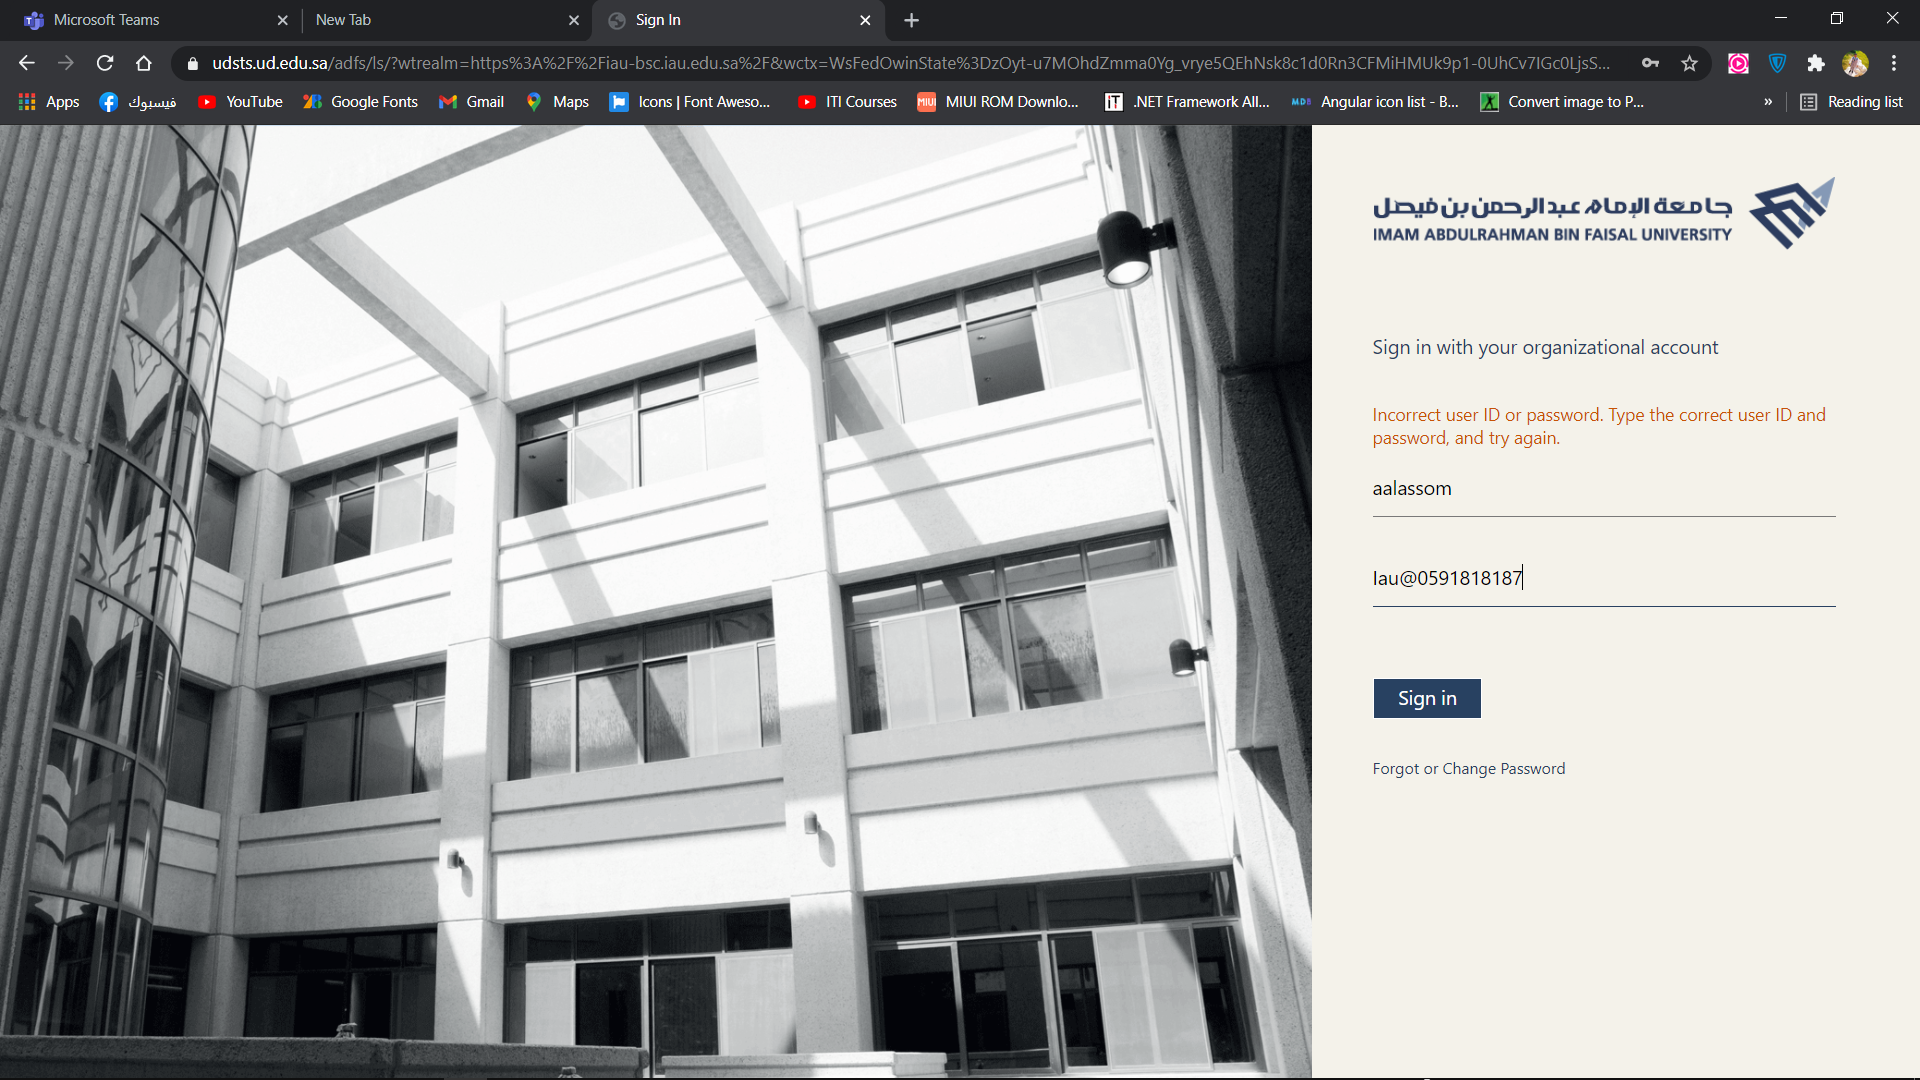 Microsoft Teams
New Tab
Sign In
udsts.ud.edu.sa/adfs/ls/?wtrealm=https%3A%2F%2Fiau-bsc.iau.edu.sa%2F&wctx=WsFedOwinState%3DzOyt-u7MOhdZmma0Yg_vrye5QEhNsk8c1d0Rn3CFMiHMUk9p1-0UhCv7IGc0LjsS...
Apps
فيسبوك
YouTube
Google Fonts
Gmail
Maps
Icons | Font Aweso...
ITI Courses
MIUI ROM Downlo...
.NET Framework All...
Angular icon list - B...
Convert image to P...
»
Reading list
جامعة الإمام عبدالرحمن بن فيصل
IMAM ABDULRAHMAN BIN FAISAL UNIVERSITY
Sign in with your organizational account
Incorrect user ID or password. Type the correct user ID and
password, and try again.
aalassom
Iau@0591818187
Sign in
Forgot or Change Password